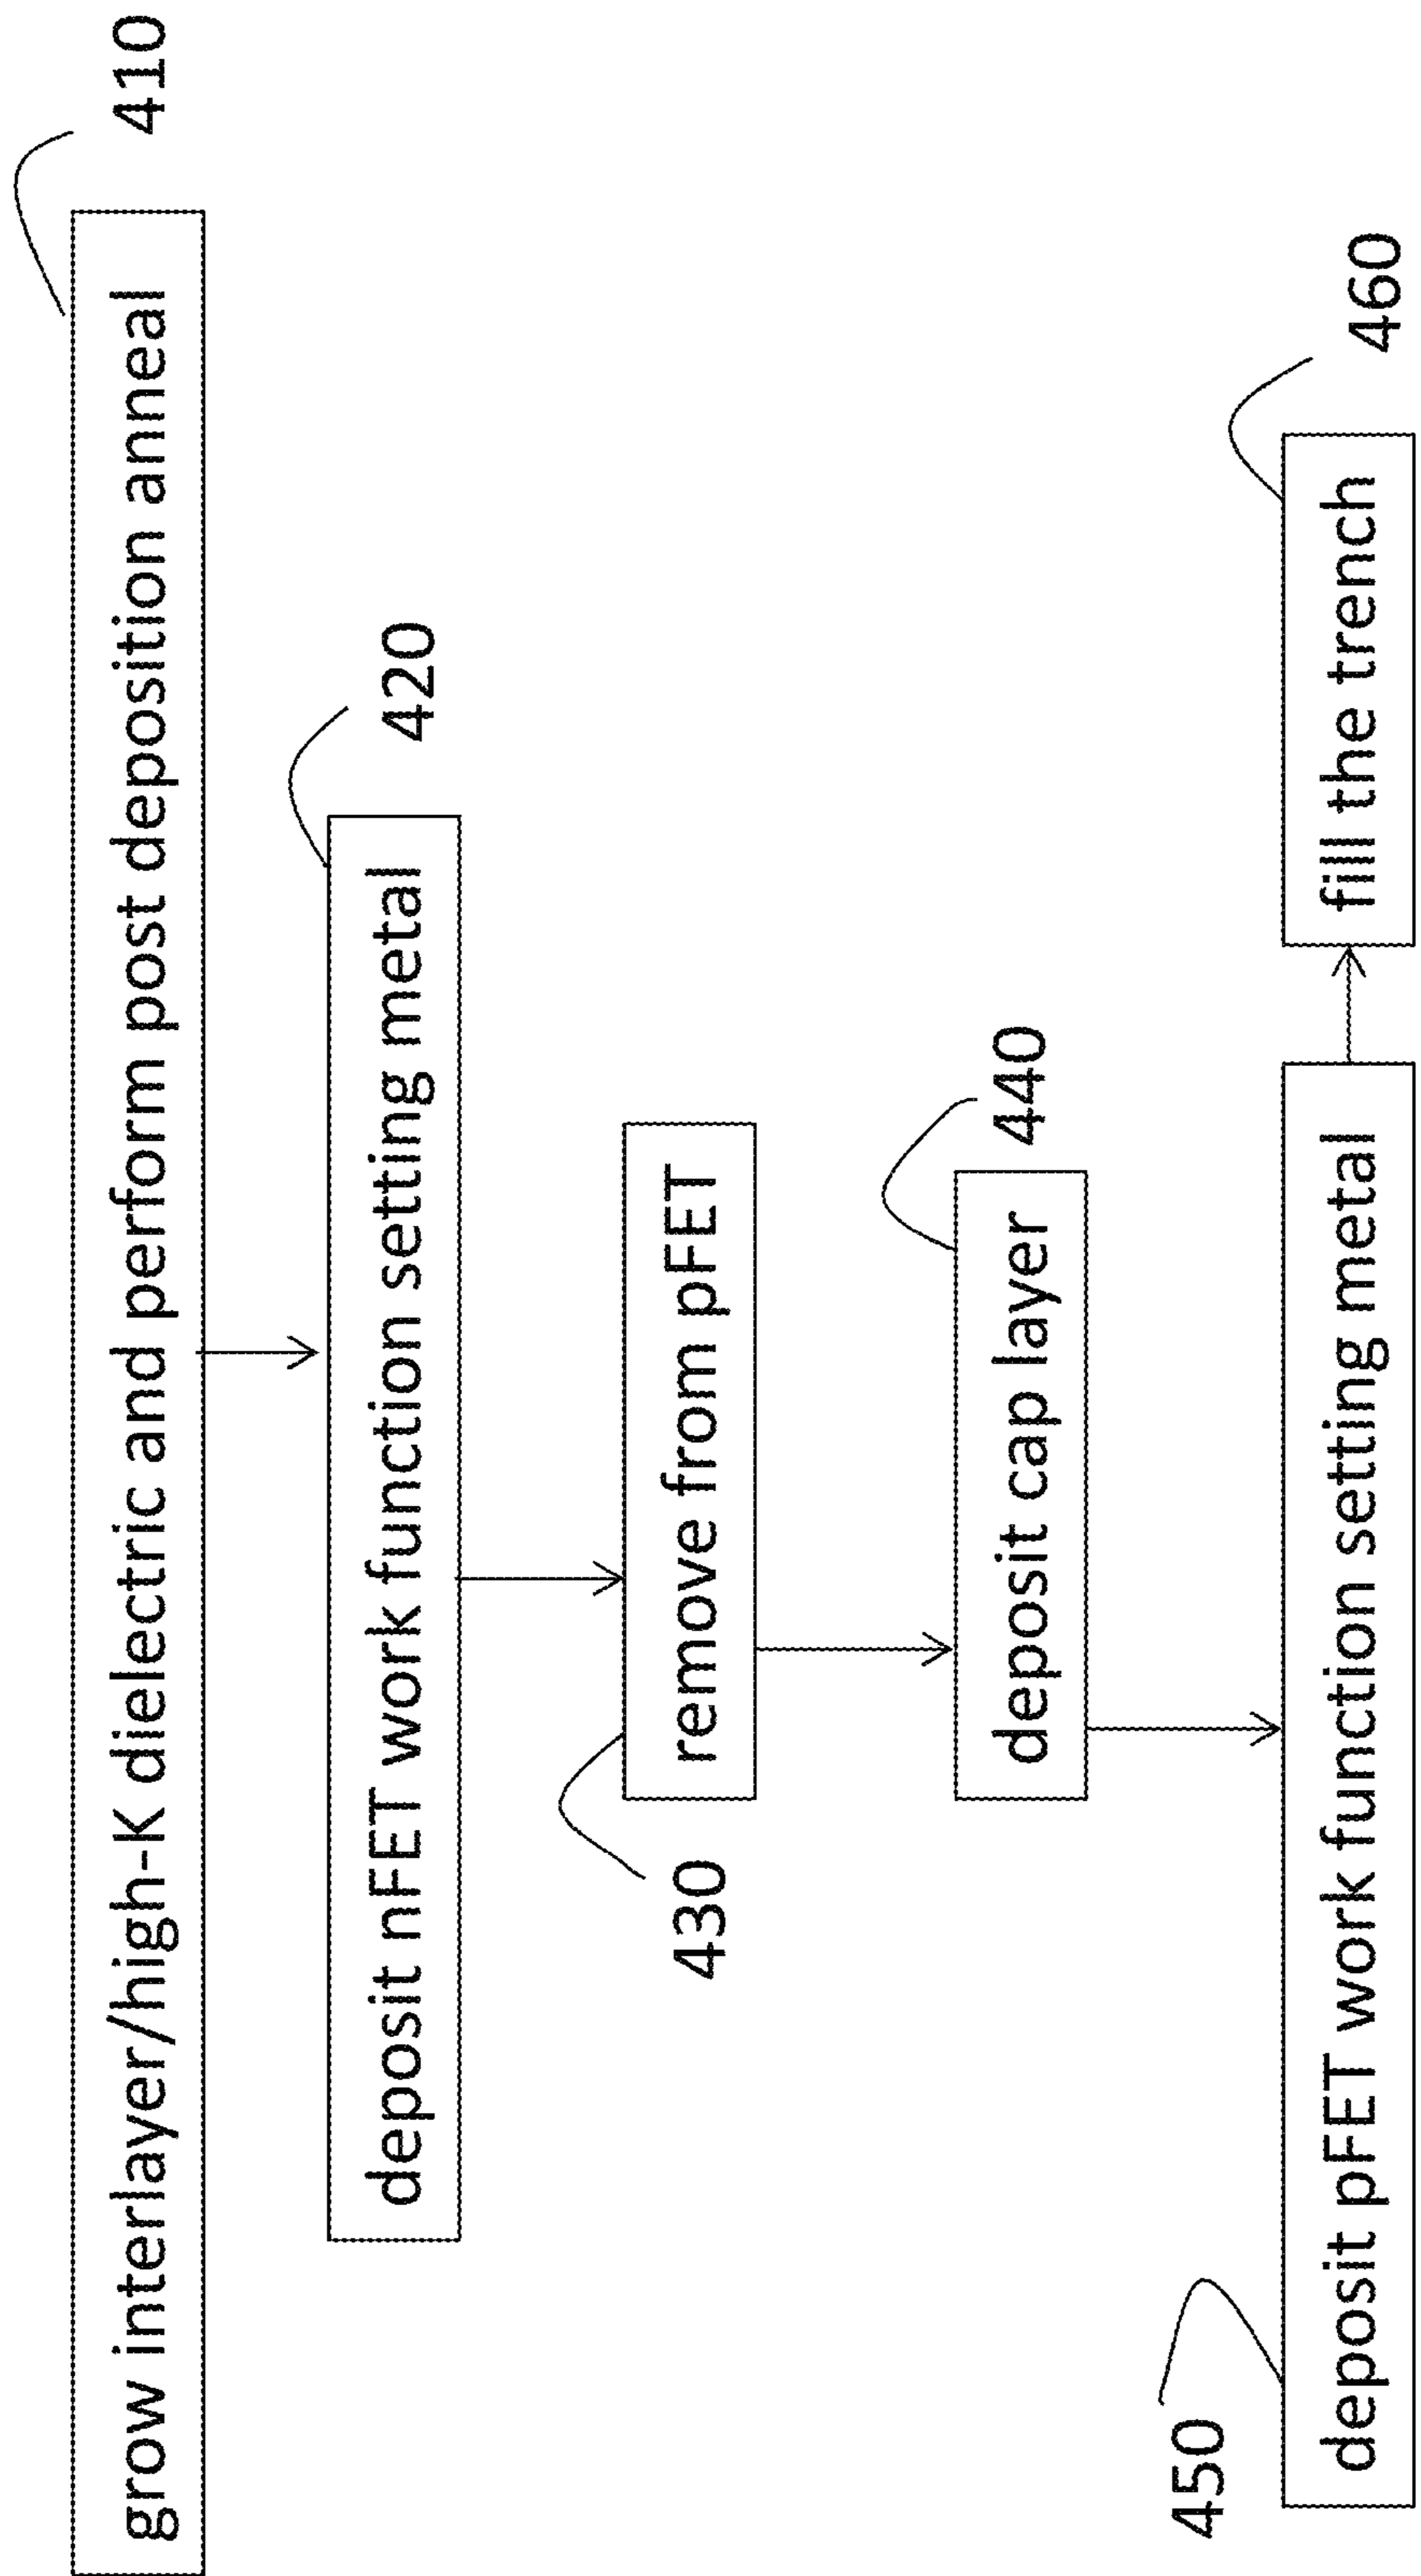 410
grow interlayer/high-K dielectric and perform post deposition anneal
420
deposit nFET work function setting metal
430
remove from pFET
440
deposit cap layer
450
deposit pFET work function setting metal
460
fill the trench